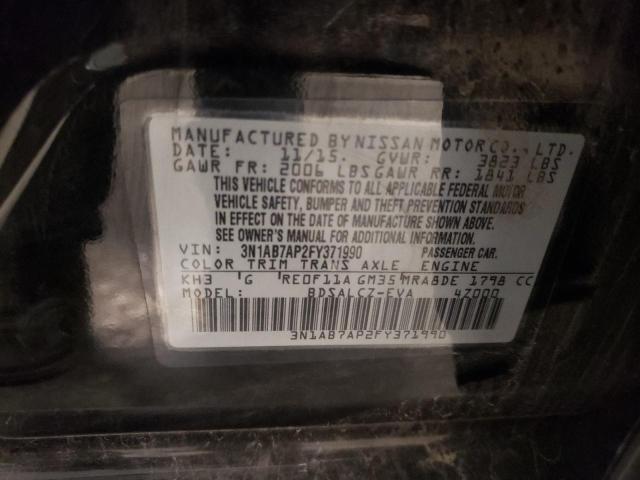 MANUFACTURED BY NISSAN MOTOR CO., LTD.
DATE: 11/15. GVWR: 3823 LBS
GAWR FR: 2006 LBS GAWR RR: 1841 LBS
THIS VEHICLE CONFORMS TO ALL APPLICABLE FEDERAL MOTOR
VEHICLE SAFETY, BUMPER AND THEFT PREVENTION STANDARDS
IN EFFECT ON THE DATE OF MANUFACTURE SHOWN ABOVE.
SEE OWNER'S MANUAL FOR ADDITIONAL INFORMATION.
VIN: 3N1AB7AP2FY371990 PASSENGER CAR.
COLOR TRIM TRANS AXLE ENGINE
KH3 G RE0F11A GM35 MRA8DE 1798 CC
MODEL: BDSALCZ-EVA 4Z000
3N1AB7AP2FY371990